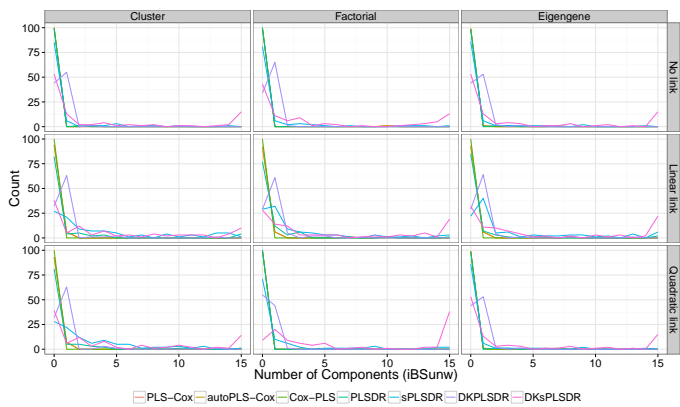 Cluster Factorial Eigengene
100
75
50
25
0
No link
100
75
50
25
0
Linear link
100
75
50
25
0
Quadratic link
Count
0 5 10 15 0 5 10 15 0 5 10 15
Number of Components (iBSunw)
PLS-Cox autoPLS-Cox Cox-PLS PLSDR sPLSDR DKPLSDR DKsPLSDR